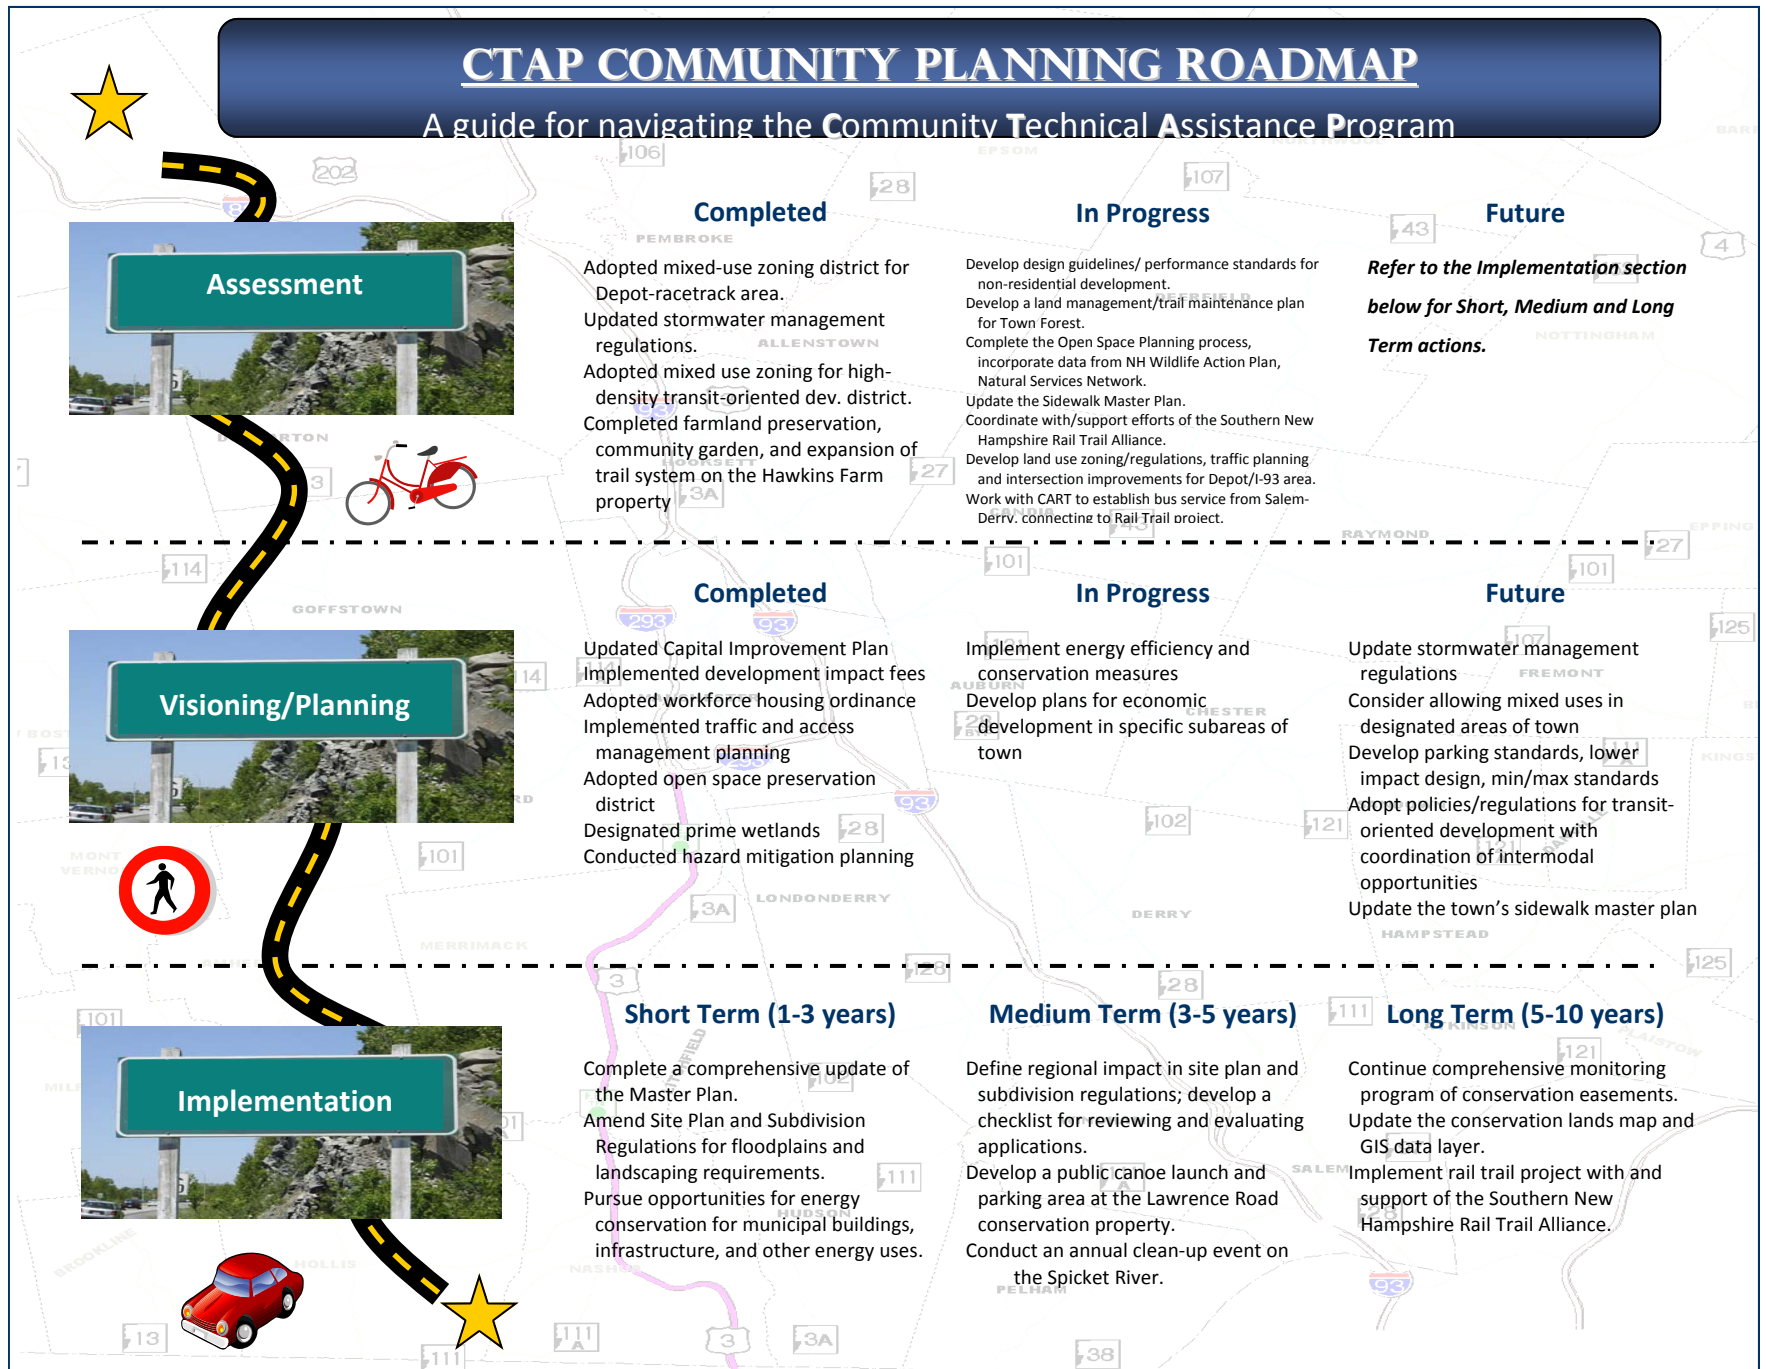 CTAP COMMUNITY PLANNING ROADMAP
A guide for navigating the Community Technical Assistance Program
Assessment
Completed
Adopted mixed-use zoning district for
Depot-racetrack area.
Updated stormwater management
regulations.
Adopted mixed use zoning for high-
density transit-oriented dev. district.
Completed farmland preservation,
community garden, and expansion of
trail system on the Hawkins Farm
property
In Progress
Develop design guidelines/ performance standards for
non-residential development.
Develop a land management/trail maintenance plan
for Town Forest.
Complete the Open Space Planning process,
incorporate data from NH Wildlife Action Plan,
Natural Services Network.
Update the Sidewalk Master Plan.
Coordinate with/support efforts of the Southern New
Hampshire Rail Trail Alliance.
Develop land use zoning/regulations, traffic planning
and intersection improvements for Depot/I-93 area.
Work with CART to establish bus service from Salem-
Derry, connecting to Rail Trail project.
Future
Refer to the Implementation section
below for Short, Medium and Long
Term actions.
Visioning/Planning
Completed
Updated Capital Improvement Plan
Implemented development impact fees
Adopted workforce housing ordinance
Implemented traffic and access
management planning
Adopted open space preservation
district
Designated prime wetlands
Conducted hazard mitigation planning
In Progress
Implement energy efficiency and
conservation measures
Develop plans for economic
development in specific subareas of
town
Future
Update stormwater management
regulations
Consider allowing mixed uses in
designated areas of town
Develop parking standards, lower
impact design, min/max standards
Adopt policies/regulations for transit-
oriented development with
coordination of intermodal
opportunities
Update the town's sidewalk master plan
Implementation
Short Term (1-3 years)
Complete a comprehensive update of
the Master Plan.
Amend Site Plan and Subdivision
Regulations for floodplains and
landscaping requirements.
Pursue opportunities for energy
conservation for municipal buildings,
infrastructure, and other energy uses.
Medium Term (3-5 years)
Define regional impact in site plan and
subdivision regulations; develop a
checklist for reviewing and evaluating
applications.
Develop a public canoe launch and
parking area at the Lawrence Road
conservation property.
Conduct an annual clean-up event on
the Spicket River.
Long Term (5-10 years)
Continue comprehensive monitoring
program of conservation easements.
Update the conservation lands map and
GIS data layer.
Implement rail trail project with and
support of the Southern New
Hampshire Rail Trail Alliance.